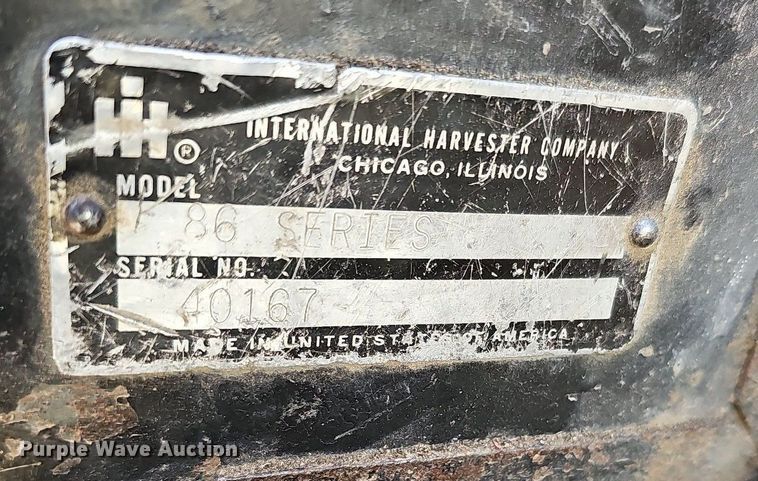 IH ®
INTERNATIONAL HARVESTER COMPANY
CHICAGO, ILLINOIS
MODEL
86 SERIES
SERIAL NO.
40167
MADE IN UNITED STATES OF AMERICA
Purple Wave Auction